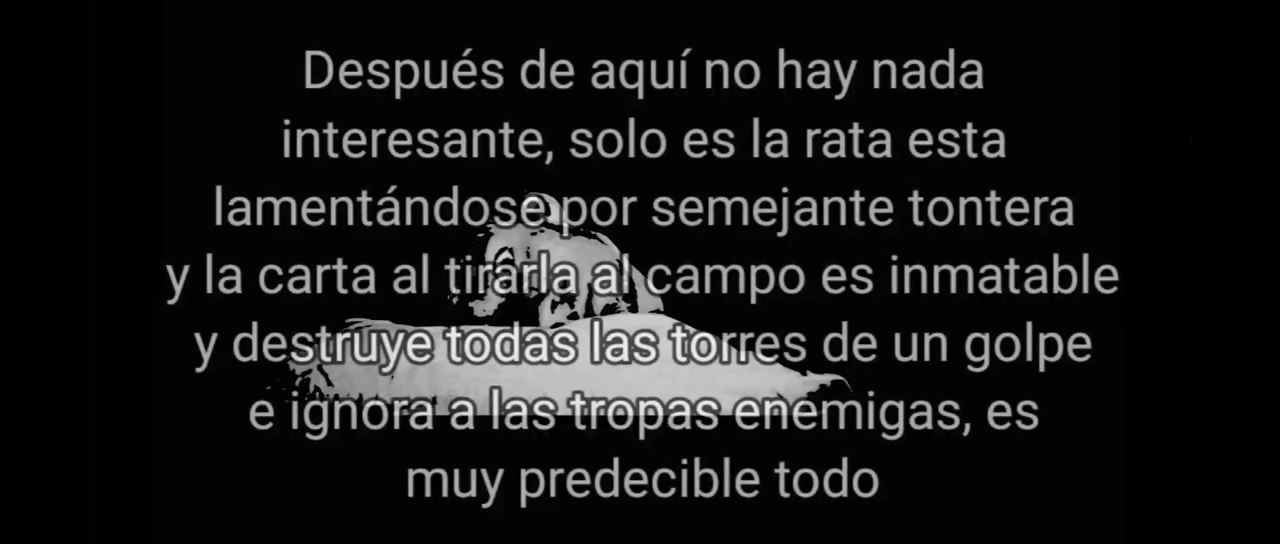 Después de aquí no hay nada
interesante, solo es la rata esta
lamentándose por semejante tontera
y la carta al tirarla al campo es inmatable
y destruye todas las torres de un golpe
e ignora a las tropas enemigas, es
muy predecible todo